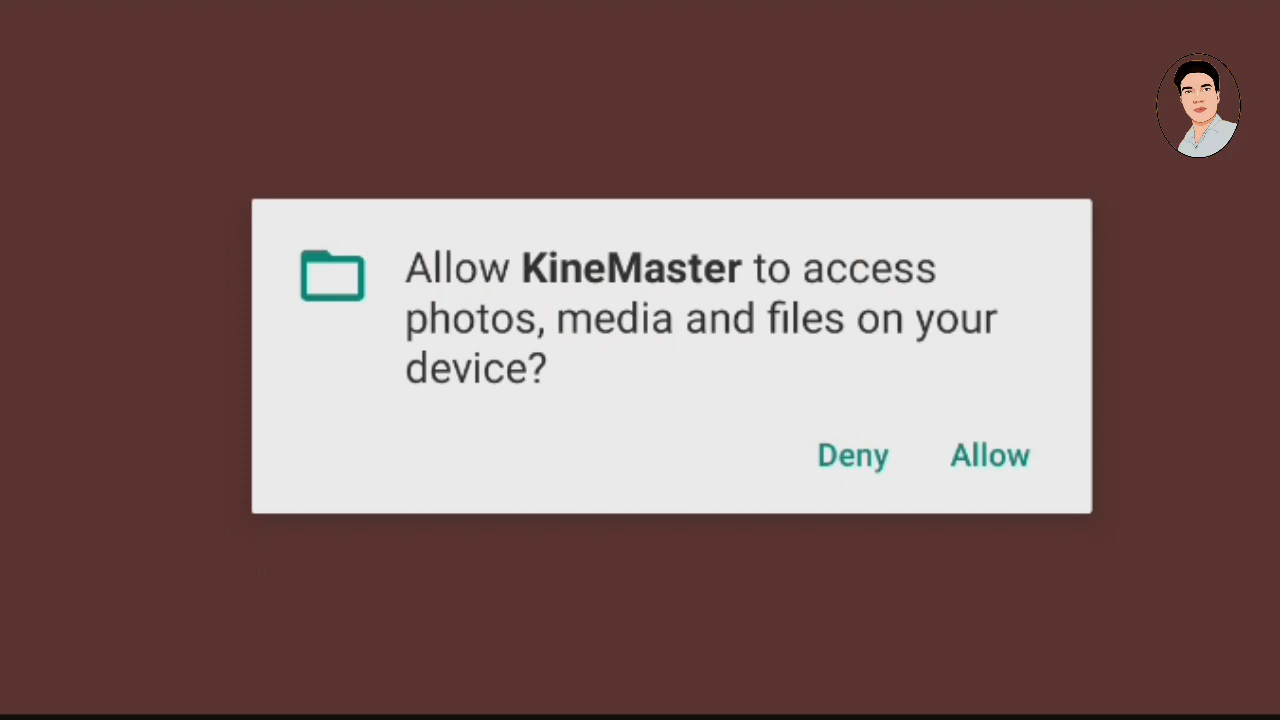 Allow KineMaster to access
photos, media and files on your
device?
Deny Allow